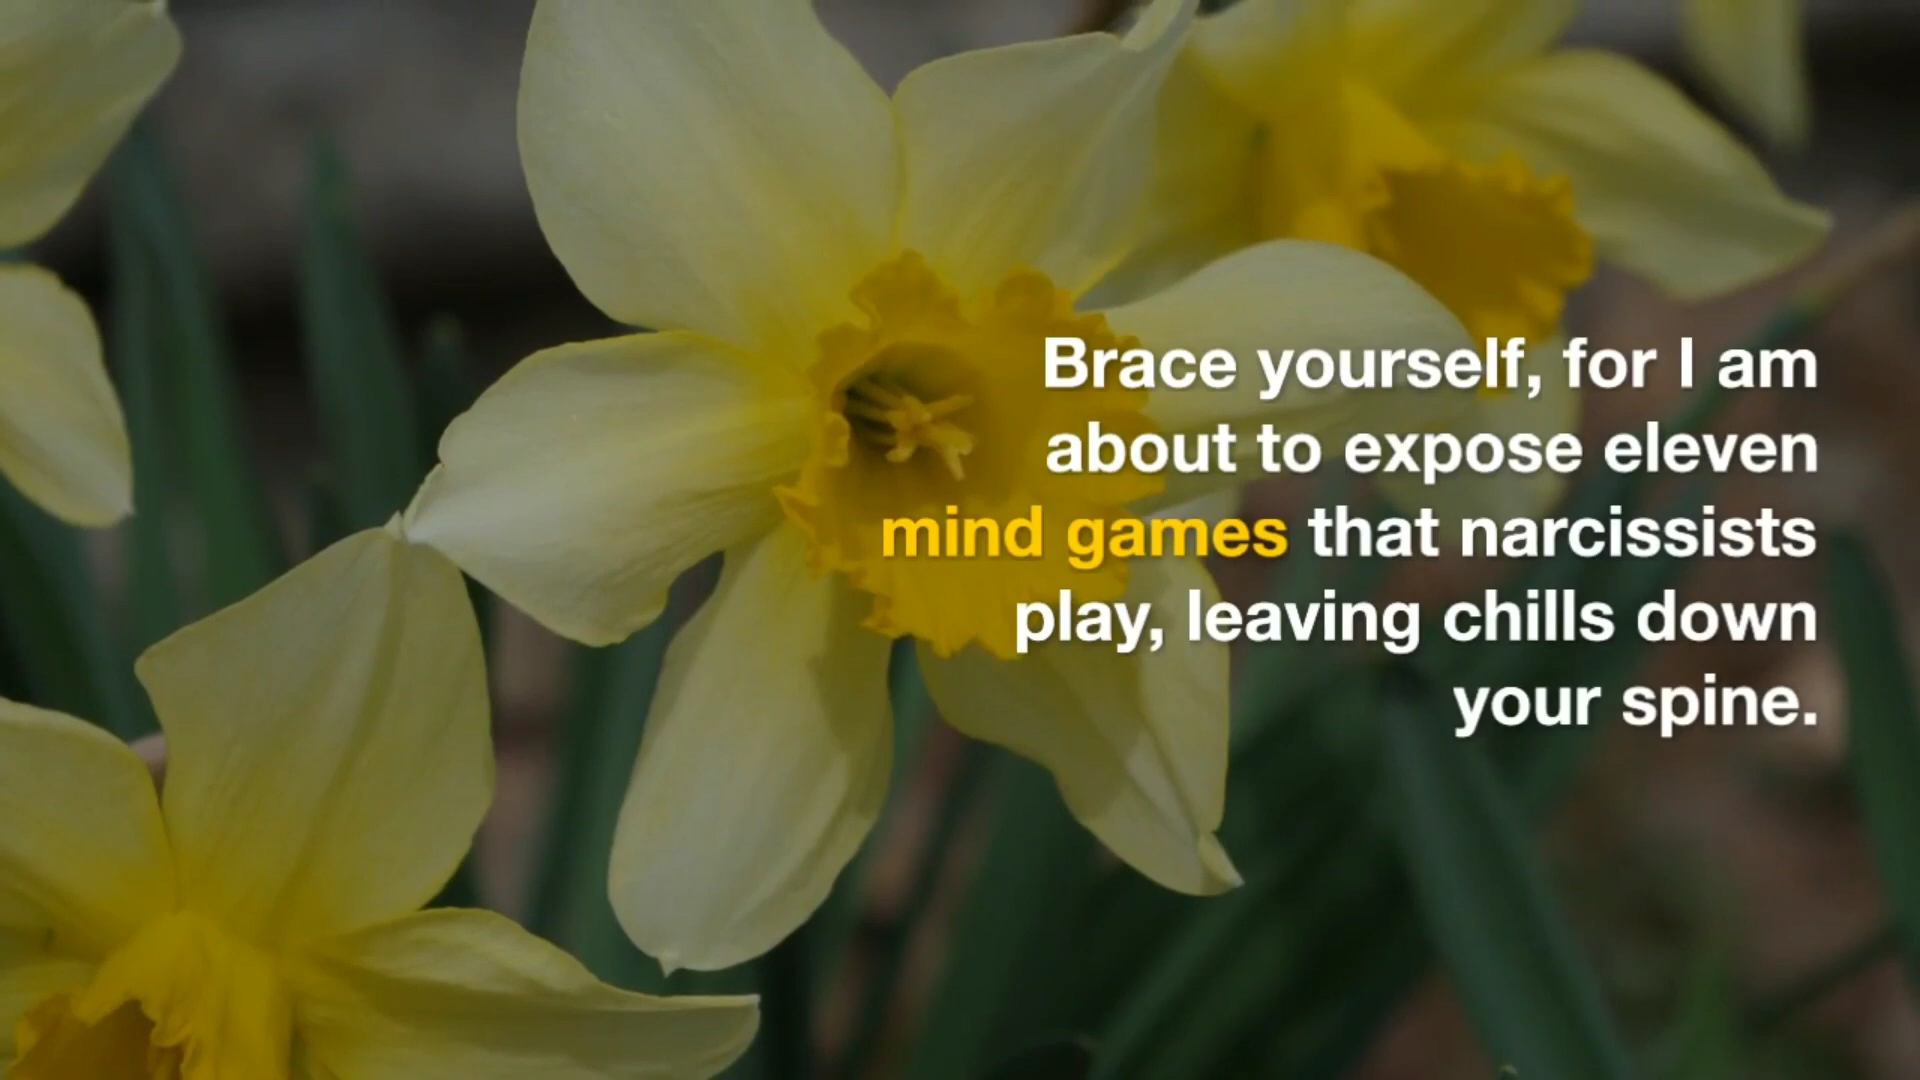 Brace yourself, for I am
about to expose eleven
mind games that narcissists
play, leaving chills down
your spine.